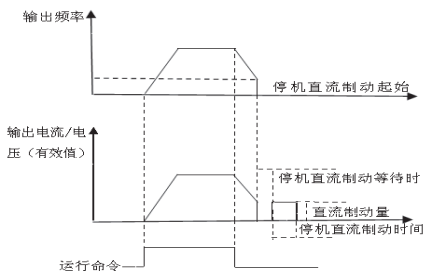 输出频率
停机直流制动起始
输出电流/电
压（有效值）
停机直流制动等待时
直流制动量
停机直流制动时间
运行命令